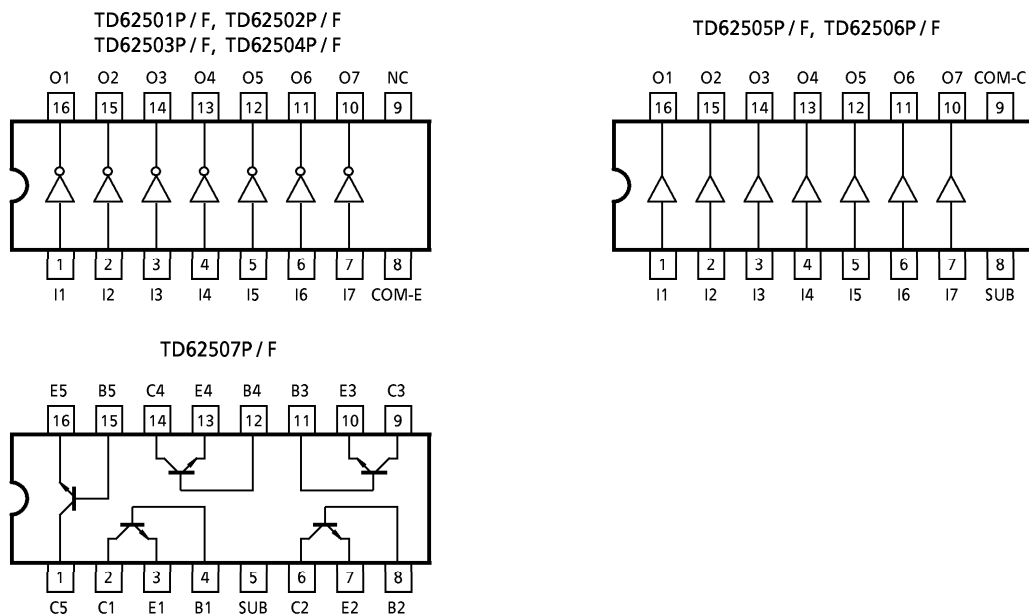 TD62501P / F, TD62502P / F
TD62503P / F, TD62504P / F
O1 O2 O3 O4 O5 O6 O7 NC
16 15 14 13 12 11 10 9
1 2 3 4 5 6 7 8
I1 I2 I3 I4 I5 I6 I7 COM-E
TD62505P / F, TD62506P / F
O1 O2 O3 O4 O5 O6 O7 COM-C
16 15 14 13 12 11 10 9
1 2 3 4 5 6 7 8
I1 I2 I3 I4 I5 I6 I7 SUB
TD62507P / F
E5 B5 C4 E4 B4 B3 E3 C3
16 15 14 13 12 11 10 9
1 2 3 4 5 6 7 8
C5 C1 E1 B1 SUB C2 E2 B2